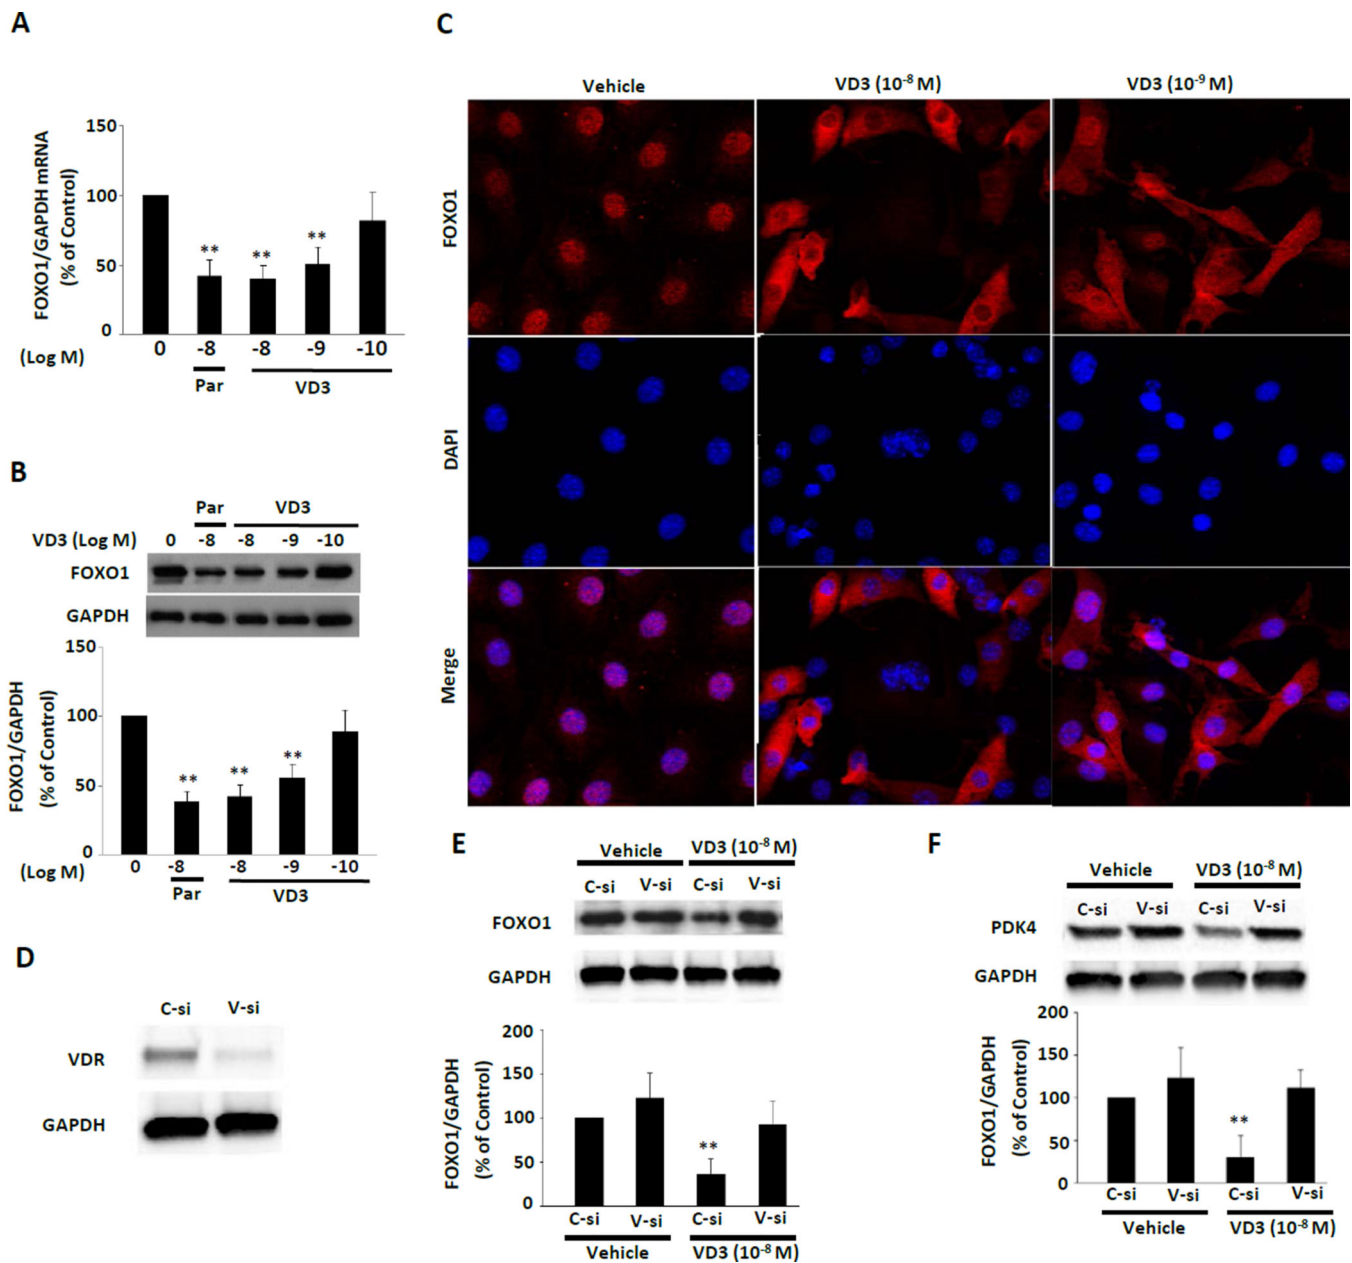 A
FOXO1/GAPDH mRNA
(% of Control)
150
100
50
0
** ** **
(Log M) 0 -8 -8 -9 -10
Par VD3
B
Par VD3
VD3 (Log M) 0 -8 -8 -9 -10
FOXO1
GAPDH
FOXO1/GAPDH
(% of Control)
150
100
50
0
** ** **
(Log M) 0 -8 -8 -9 -10
Par VD3
C
Vehicle VD3 (10⁻⁸ M) VD3 (10⁻⁹ M)
FOXO1
DAPI
Merge
D
C-si V-si
VDR
GAPDH
E
Vehicle VD3 (10⁻⁸ M)
C-si V-si C-si V-si
FOXO1
GAPDH
FOXO1/GAPDH
(% of Control)
200
150
100
50
0
**
C-si V-si C-si V-si
Vehicle VD3 (10⁻⁸ M)
F
Vehicle VD3 (10⁻⁸ M)
C-si V-si C-si V-si
PDK4
GAPDH
FOXO1/GAPDH
(% of Control)
200
150
100
50
0
**
C-si V-si C-si V-si
Vehicle VD3 (10⁻⁸ M)